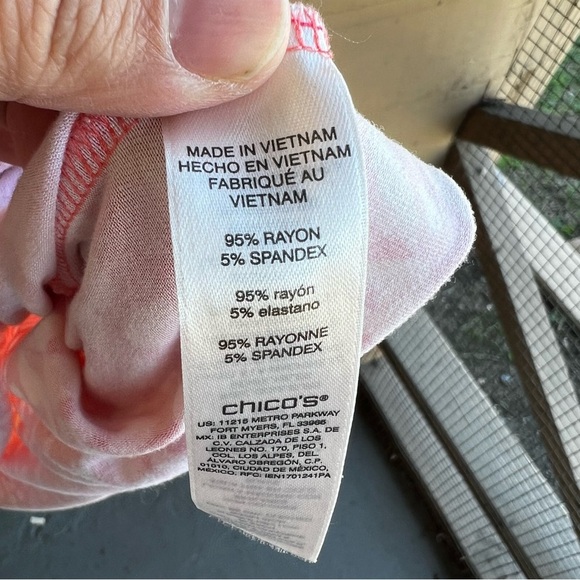 MADE IN VIETNAM
HECHO EN VIETNAM
FABRIQUÉ AU
VIETNAM
95% RAYON
5% SPANDEX
95% rayón
5% elastano
95% RAYONNE
5% SPANDEX
chico's®
US: 11215 METRO PARKWAY
FORT MYERS, FL 33966
MX: IB ENTERPRISES S.A. DE
C.V. CALZADA DE LOS
LEONES NO. 170, PISO 1,
COL. LOS ALPES, DEL.
ÁLVARO OBREGÓN, C.P.
01010, CIUDAD DE MÉXICO,
MÉXICO; RFC: IEN1701241PA